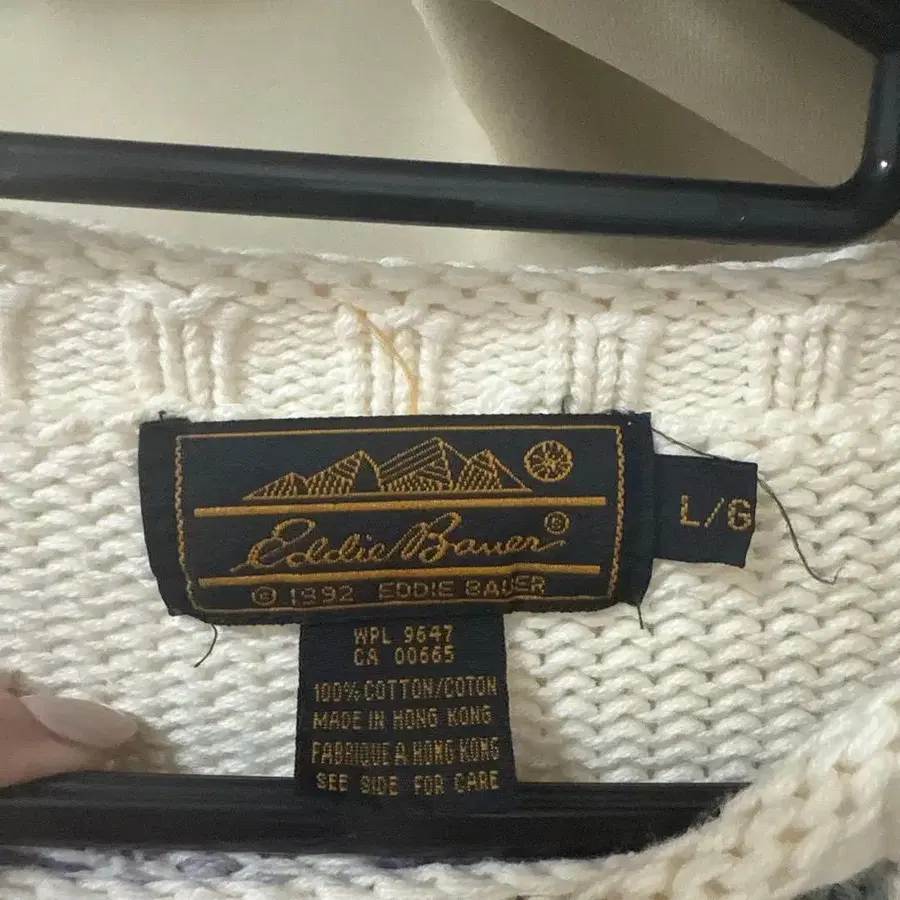 Eddie Bauer®
© 1992 EDDIE BAUER
L/G
WPL 9647
CA 00665
100% COTTON/COTON
MADE IN HONG KONG
FABRIQUE A HONG KONG
SEE SIDE FOR CARE